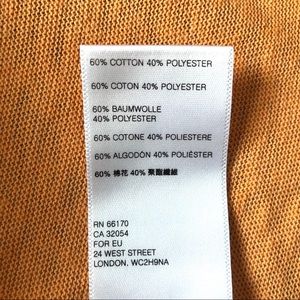 60% COTTON 40% POLYESTER
60% COTON 40% POLYESTER
60% BAUMWOLLE
40% POLYESTER
60% COTONE 40% POLIESTERE
60% ALGODÓN 40% POLIÉSTER
60% 棉花 40% 聚酯纖維
RN 66170
CA 32054
FOR EU
24 WEST STREET
LONDON, WC2H9NA